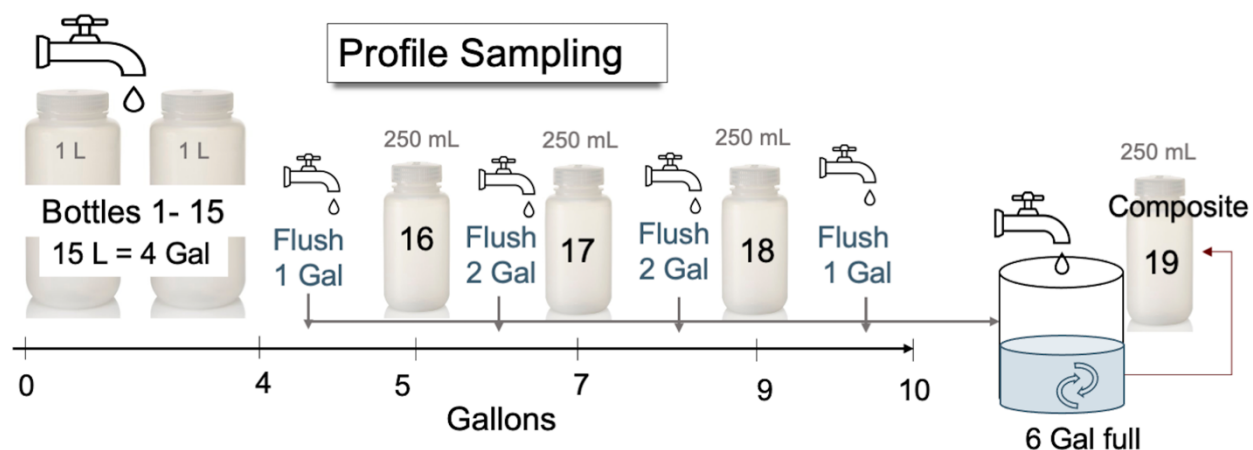 Profile Sampling
1 L
1 L
Bottles 1- 15
15 L = 4 Gal
Flush
1 Gal
250 mL
16
Flush
2 Gal
250 mL
17
Flush
2 Gal
250 mL
18
Flush
1 Gal
250 mL
Composite
19
6 Gal full
0
4
5
7
9
10
Gallons